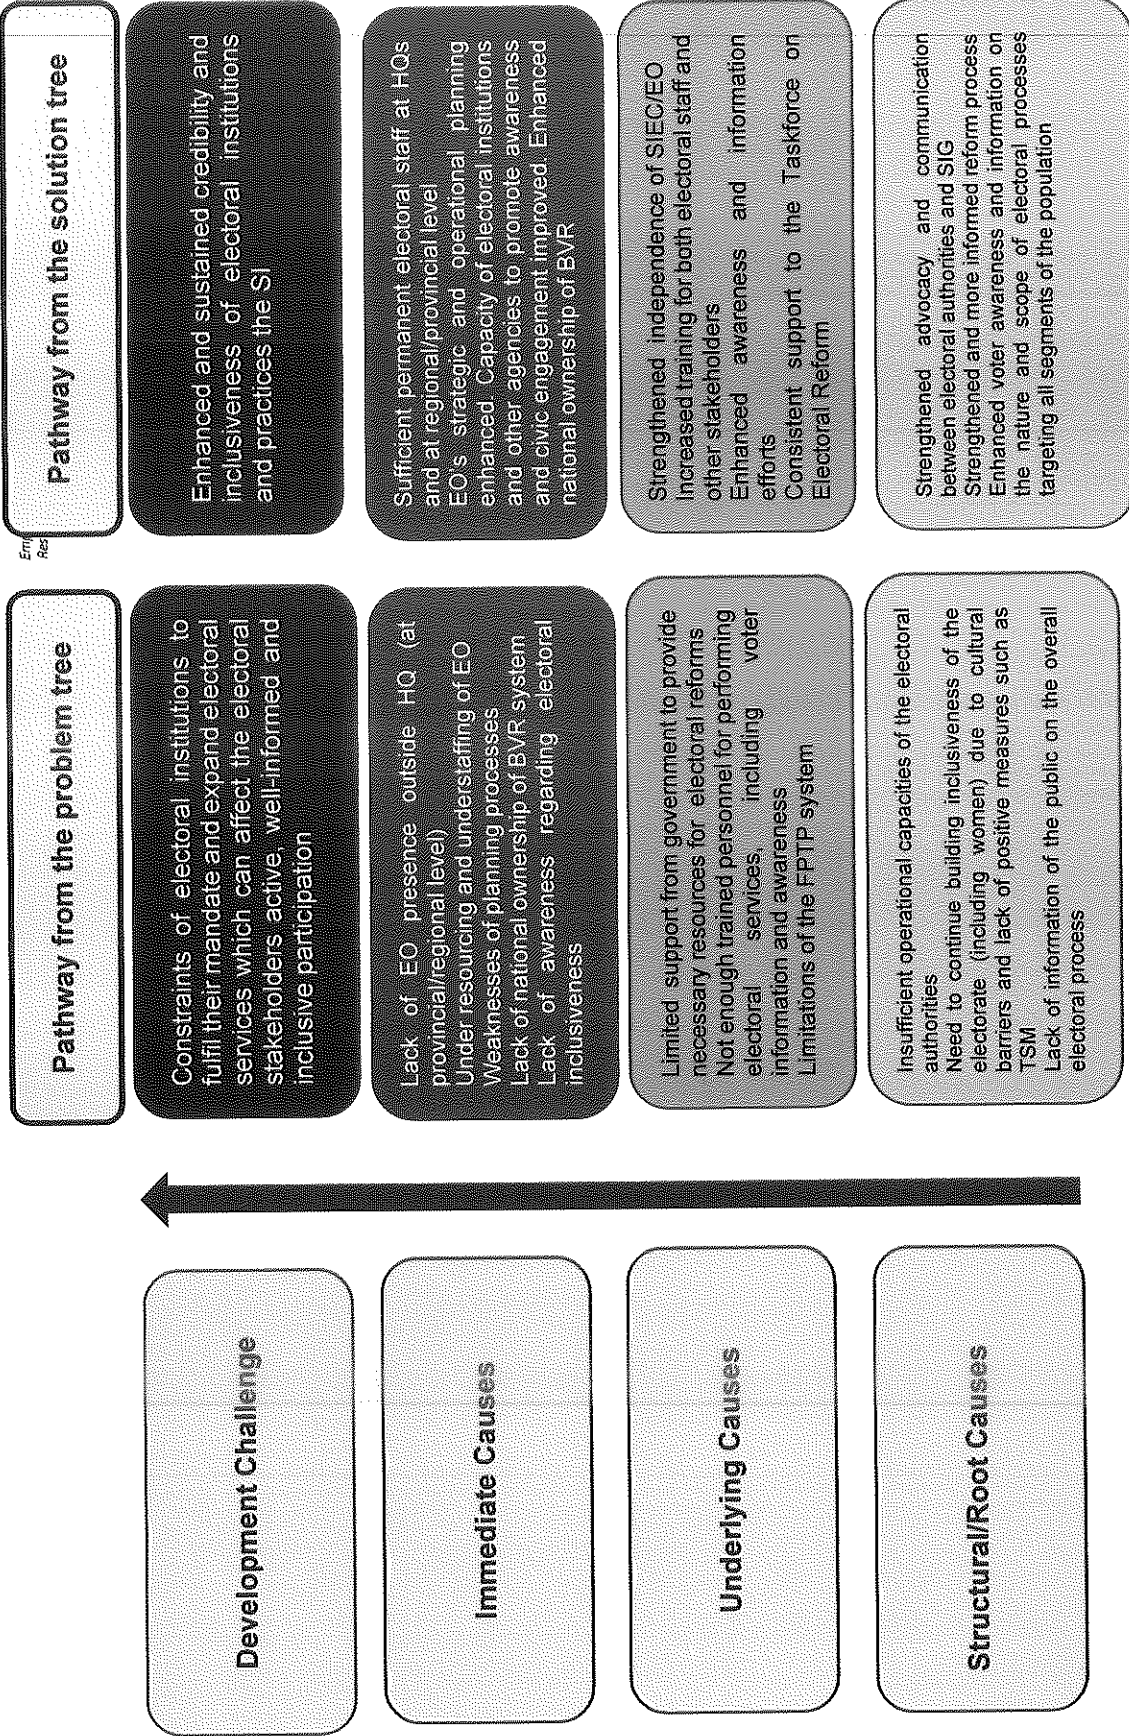 Emp
Res
Pathway from the problem tree
Pathway from the solution tree
Development Challenge
Constraints of electoral institutions to
fulfil their mandate and expand electoral
services which can affect the electoral
stakeholders active, well-informed and
inclusive participation
Enhanced and sustained credibility and
inclusiveness of electoral institutions
and practices the SI
Immediate Causes
Lack of EO presence outside HQ (at
provincial/regional level)
Under resourcing and understaffing of EO
Weaknesses of planning processes
Lack of national ownership of BVR system
Lack of awareness regarding electoral
inclusiveness
Sufficient permanent electoral staff at HQs
and at regional/provincial level
EO's strategic and operational planning
enhanced. Capacity of electoral institutions
and other agencies to promote awareness
and civic engagement improved. Enhanced
national ownership of BVR
Underlying Causes
Limited support from government to provide
necessary resources for electoral reforms
Not enough trained personnel for performing
electoral services including voter
information and awareness
Limitations of the FPTP system
Strengthened independence of SIEC/EO
Increased training for both electoral staff and
other stakeholders
Enhanced awareness and information
efforts
Consistent support to the Taskforce on
Electoral Reform
Structural/Root Causes
Insufficient operational capacities of the electoral
authorities
Need to continue building inclusiveness of the
electorate (including women) due to cultural
barriers and lack of positive measures such as
TSM
Lack of information of the public on the overall
electoral process
Strengthened advocacy and communication
between electoral authorities and SIG
Strengthened and more informed reform process
Enhanced voter awareness and information on
the nature and scope of electoral processes
targeting all segments of the population